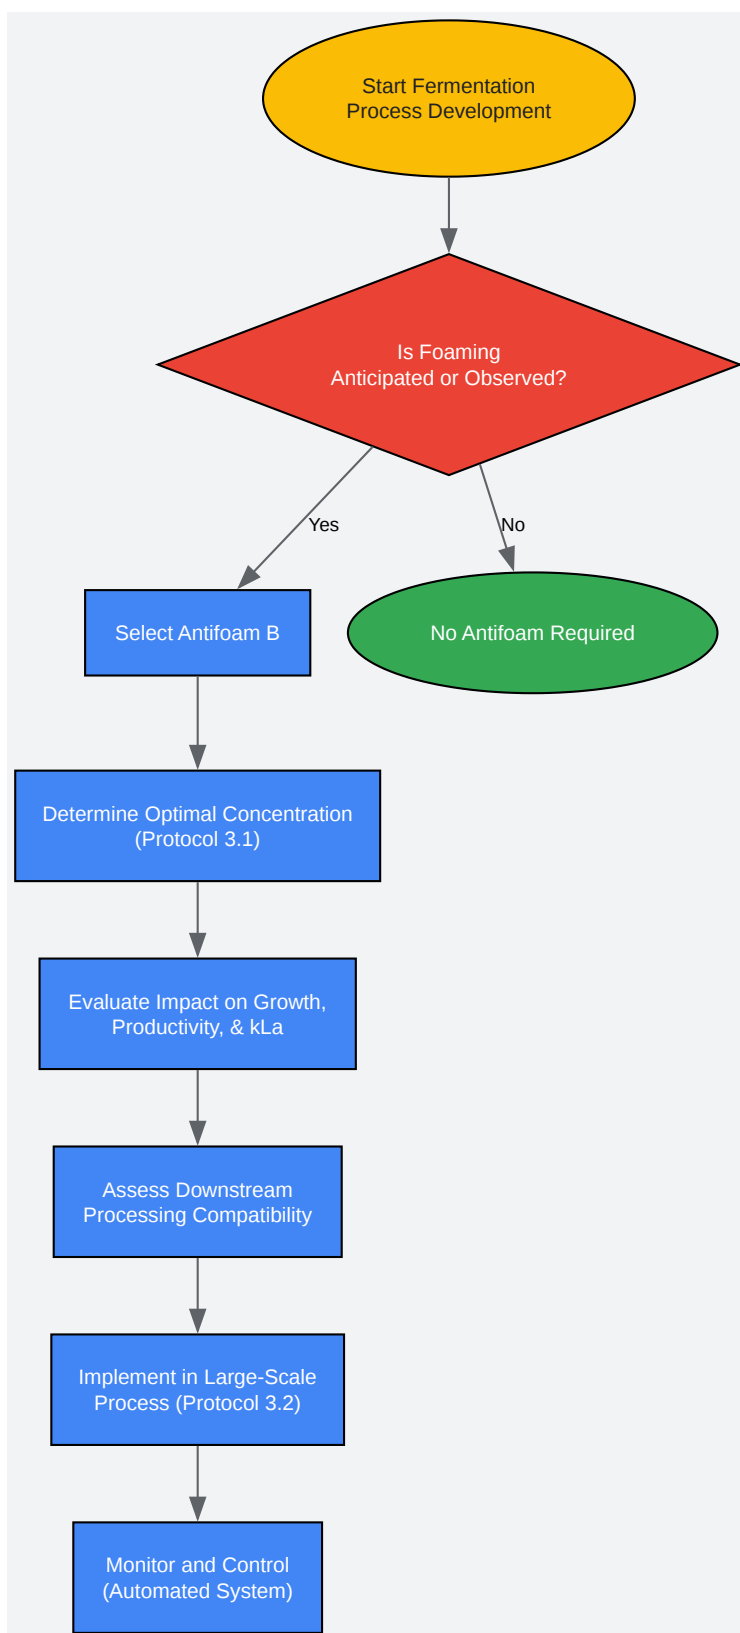 Start Fermentation
Process Development
Is Foaming
Anticipated or Observed?
Yes
No
Select Antifoam B
No Antifoam Required
Determine Optimal Concentration
(Protocol 3.1)
Evaluate Impact on Growth,
Productivity, & kLa
Assess Downstream
Processing Compatibility
Implement in Large-Scale
Process (Protocol 3.2)
Monitor and Control
(Automated System)